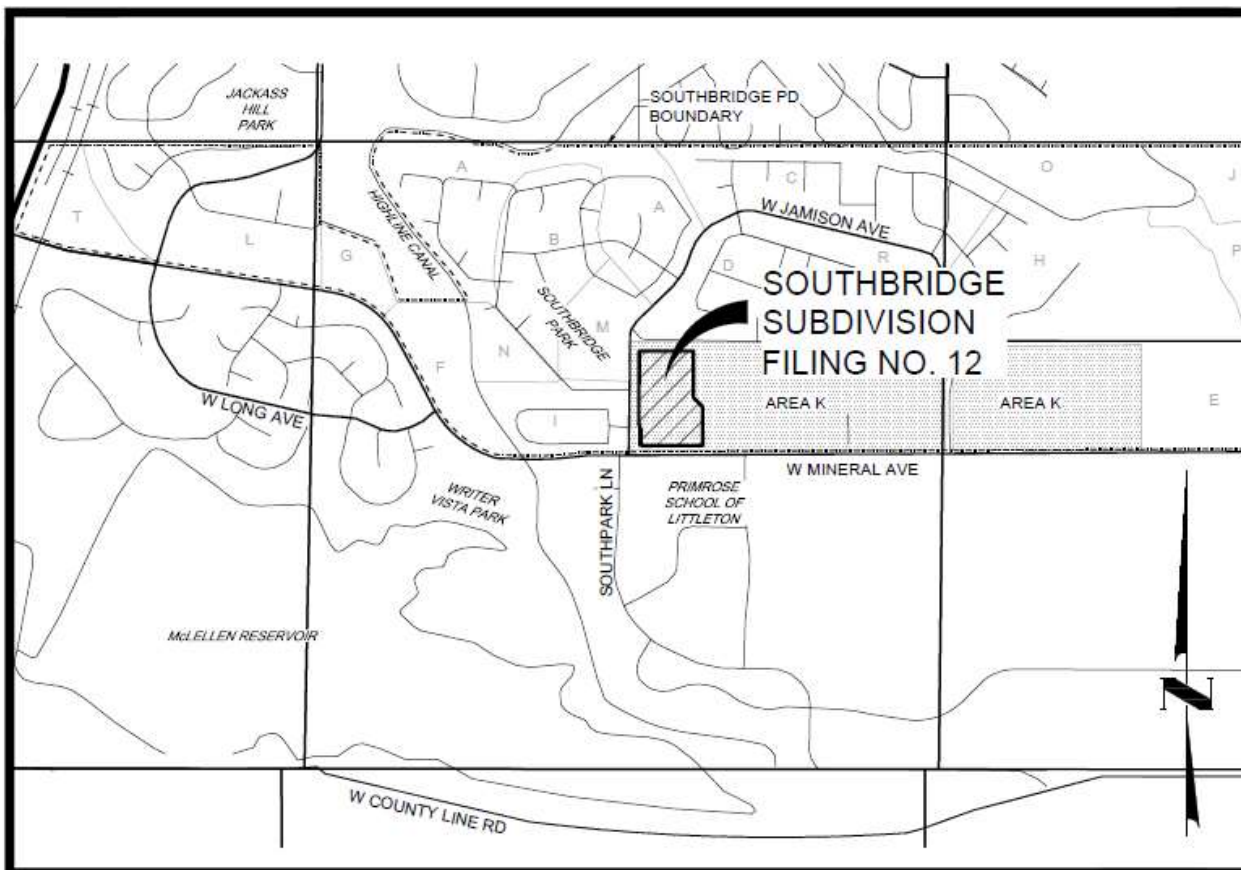 JACKASS
HILL
PARK
SOUTHBRIDGE PD
BOUNDARY
A
C
O
J
HIGHLINE CANAL
A
W JAMISON AVE
T
L
G
B
D
R
H
P
SOUTHBRIDGE
PARK
SOUTHBRIDGE
SUBDIVISION
FILING NO. 12
M
N
F
AREA K
AREA K
E
W LONG AVE
I
W MINERAL AVE
WRITER
VISTA PARK
SOUTHPARK LN
PRIMROSE
SCHOOL OF
LITTLETON
McLELLEN RESERVOIR
N
W COUNTY LINE RD